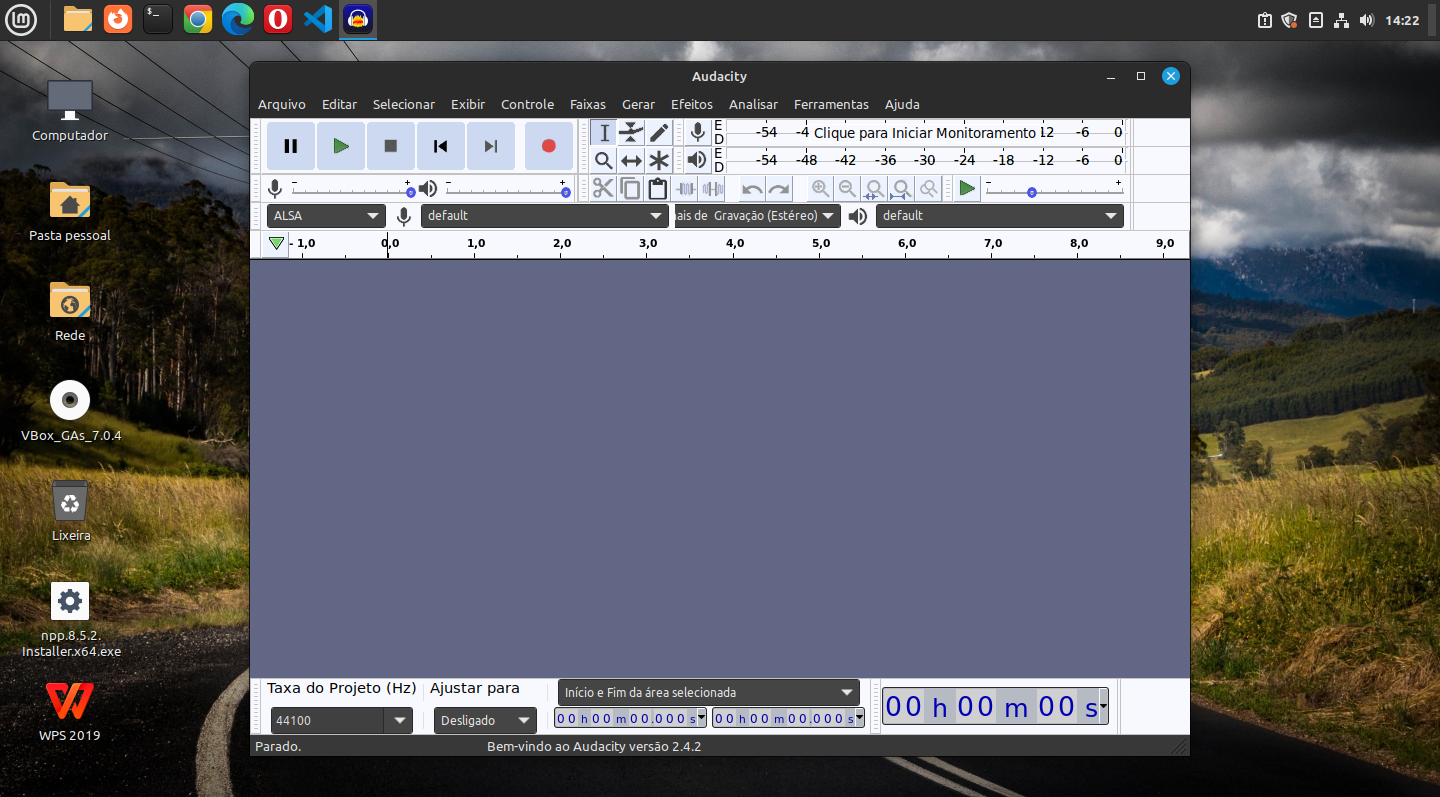 $-
14:22
Computador
Pasta pessoal
Rede
VBox_GAs_7.0.4
Lixeira
npp.8.5.2.
Installer.x64.exe
WPS 2019
Audacity
Arquivo Editar Selecionar Exibir Controle Faixas Gerar Efeitos Analisar Ferramentas Ajuda
E
D
-54 -4 Clique para Iniciar Monitoramento 12 -6 0
E
D
-54 -48 -42 -36 -30 -24 -18 -12 -6 0
- + - + - +
ALSA default ais de Gravação (Estéreo) default
- 1,0 0,0 1,0 2,0 3,0 4,0 5,0 6,0 7,0 8,0 9,0
Taxa do Projeto (Hz) Ajustar para Início e Fim da área selecionada
44100 Desligado 00 h 00 m 00.000 s 00 h 00 m 00.000 s
00 h 00 m 00 s
Parado. Bem-vindo ao Audacity versão 2.4.2